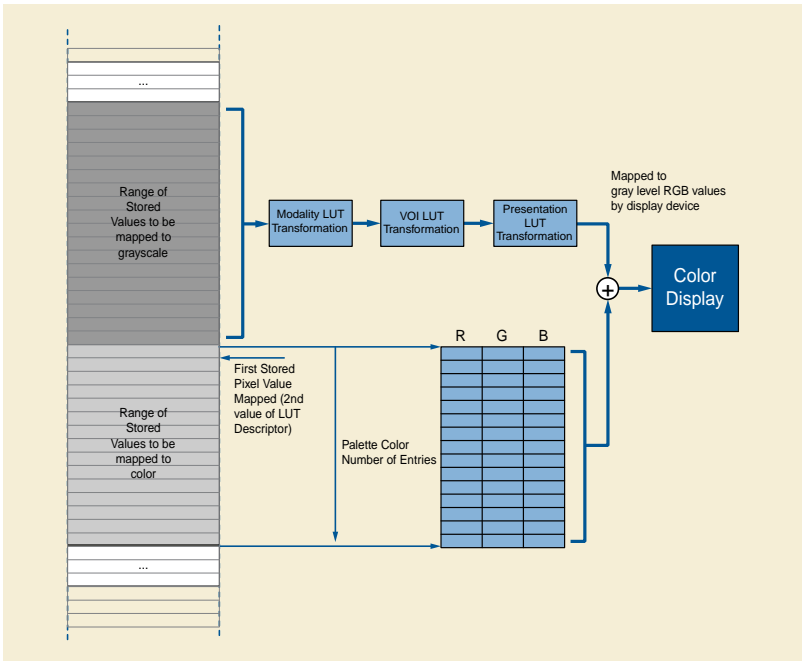 ...
Range of
Stored
Values to be
mapped to
grayscale
Modality LUT
Transformation
VOI LUT
Transformation
Presentation
LUT
Transformation
Mapped to
gray level RGB values
by display device
+
Color
Display
R G B
First Stored
Pixel Value
Mapped (2nd
value of LUT
Descriptor)
Range of
Stored
Values to be
mapped to
color
Palette Color
Number of Entries
...